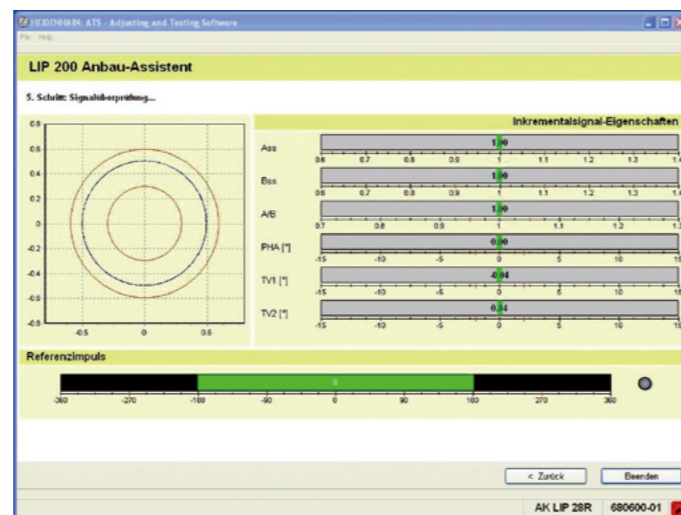 HEIDENHAIN: ATS - Adjusting and Testing Software
File Help
LIP 200 Anbau-Assistent
5. Schritt: Signalüberprüfung...
Inkrementalsignal-Eigenschaften
0.8
0.6
0.4
0.2
0
-0.2
-0.4
-0.6
-0.8
-0.5 0 0.5
Ass 1.00
0.6 0.7 0.8 0.9 1 1.1 1.2 1.3 1.4
Bss 1.00
0.6 0.7 0.8 0.9 1 1.1 1.2 1.3 1.4
A/B 1.00
0.7 0.8 0.9 1 1.1 1.2 1.3
PHA [°] 0.00
-15 -10 -5 0 5 10 15
TV1 [°] -0.04
-15 -10 -5 0 5 10 15
TV2 [°] 0.04
-15 -10 -5 0 5 10 15
Referenzimpuls
0
-360 -270 -180 -90 0 90 180 270 360
< Zurück Beenden
AK LIP 28R 680600-01